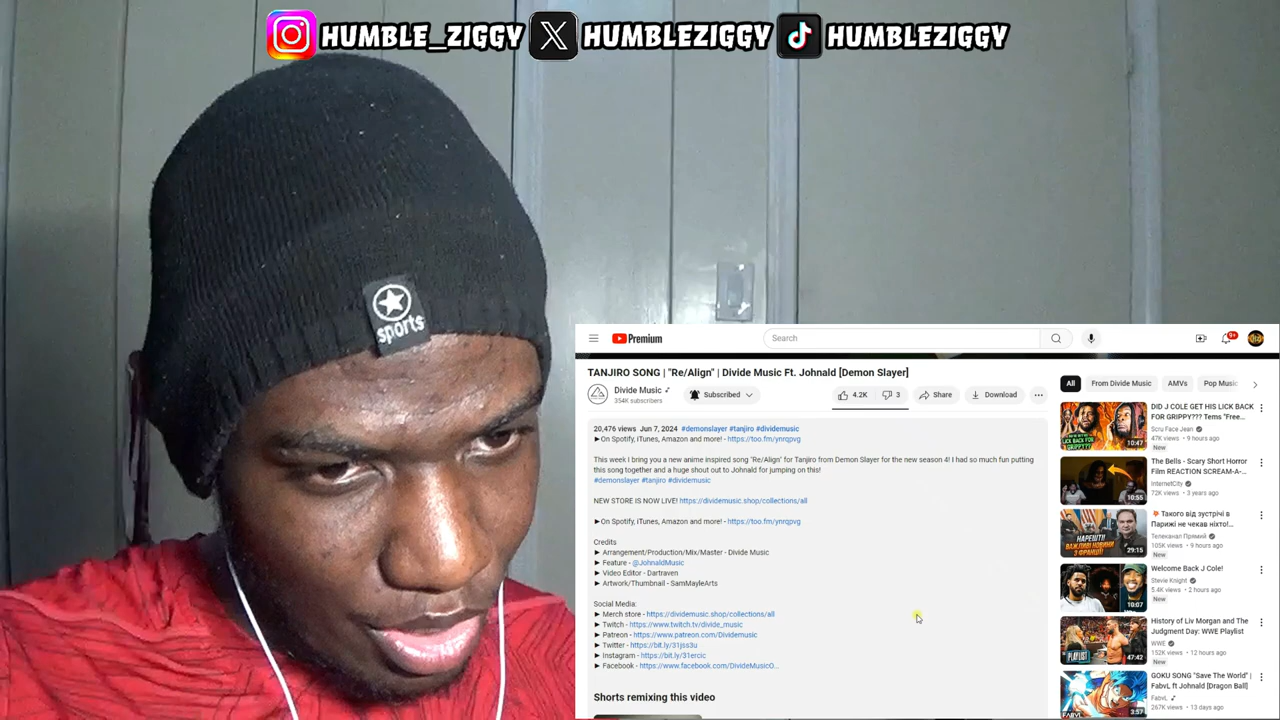 HUMBLE_ZIGGY
HUMBLEZIGGY
HUMBLEZIGGY
sports
Premium
Search
9+
TANJIRO SONG | "Re/Align" | Divide Music Ft. Johnald [Demon Slayer]
Divide Music
354K subscribers
Subscribed
4.2K
3
Share
Download
20,476 views Jun 7, 2024 #demonslayer #tanjiro #dividemusic
►On Spotify, iTunes, Amazon and more! - https://too.fm/ynrqpvg
This week I bring you a new anime inspired song "Re/Align" for Tanjiro from Demon Slayer for the new season 4! I had so much fun putting
this song together and a huge shout out to Johnald for jumping on this!
#demonslayer #tanjiro #dividemusic
NEW STORE IS NOW LIVE! https://dividemusic.shop/collections/all
►On Spotify, iTunes, Amazon and more! - https://too.fm/ynrqpvg
Credits
► Arrangement/Production/Mix/Master - Divide Music
► Feature - @JohnaldMusic
► Video Editor - Dartraven
► Artwork/Thumbnail - SamMayleArts
Social Media:
► Merch store - https://dividemusic.shop/collections/all
► Twitch - https://www.twitch.tv/divide_music
► Patreon - https://www.patreon.com/Dividemusic
► Twitter - https://bit.ly/31jss3u
► Instagram - https://bit.ly/31ercic
► Facebook - https://www.facebook.com/DivideMusicO...
Shorts remixing this video
All
From Divide Music
AMVs
Pop Music
DID J COLE GET HIS LICK BACK
FOR GRIPPY??? Tems "Free...
Scru Face Jean
47K views • 9 hours ago
New
10:47
The Bells - Scary Short Horror
Film REACTION SCREAM-A-...
InternetCity
72K views • 3 years ago
10:55
Такого від зустрічі в
Парижі не чекав ніхто!...
Телеканал Прямий
105K views • 9 hours ago
New
НАРЕШТІ!
29:15
Welcome Back J Cole!
Stevie Knight
5.4K views • 2 hours ago
New
10:07
History of Liv Morgan and The
Judgment Day: WWE Playlist
WWE
152K views • 12 hours ago
New
PLAYLIST
47:42
GOKU SONG "Save The World" |
FabvL ft Johnald [Dragon Ball]
FabvL
267K views • 13 days ago
FABVL
3:57